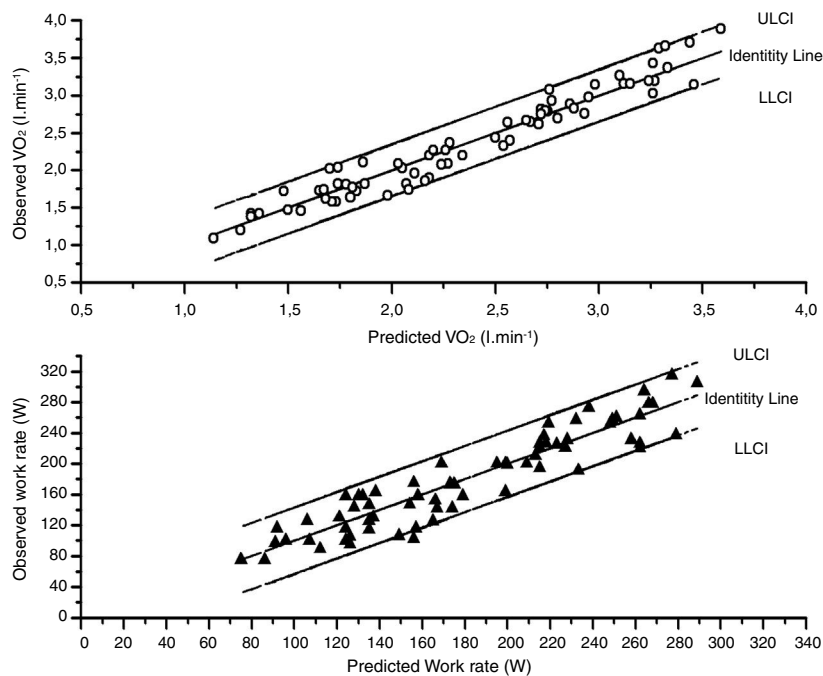 4,0
3,5
3,0
2,5
2,0
1,5
1,0
0,5
Observed VO₂ (l.min⁻¹)
ULCI
Identitity Line
LLCI
0,5 1,0 1,5 2,0 2,5 3,0 3,5 4,0
Predicted VO₂ (l.min⁻¹)
320
280
240
200
160
120
80
40
0
Observed work rate (W)
ULCI
Identitity Line
LLCI
0 20 40 60 80 100 120 140 160 180 200 220 240 260 280 300 320 340
Predicted Work rate (W)